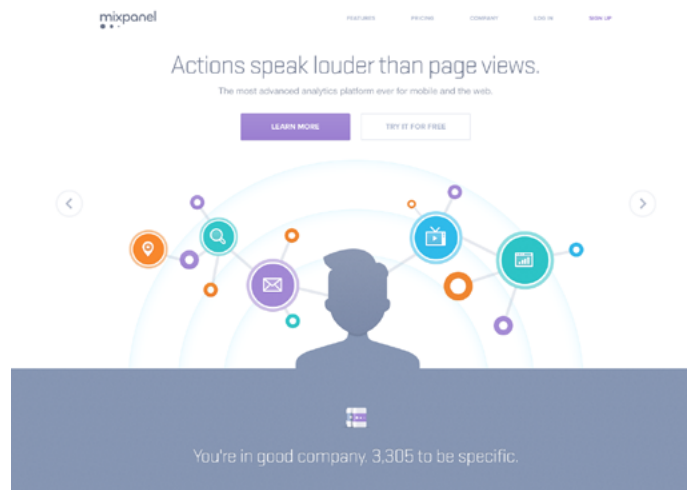 mixpanel
FEATURES PRICING COMPANY LOG IN SIGN UP
Actions speak louder than page views.
The most advanced analytics platform ever for mobile and the web.
LEARN MORE TRY IT FOR FREE
You're in good company. 3,305 to be specific.